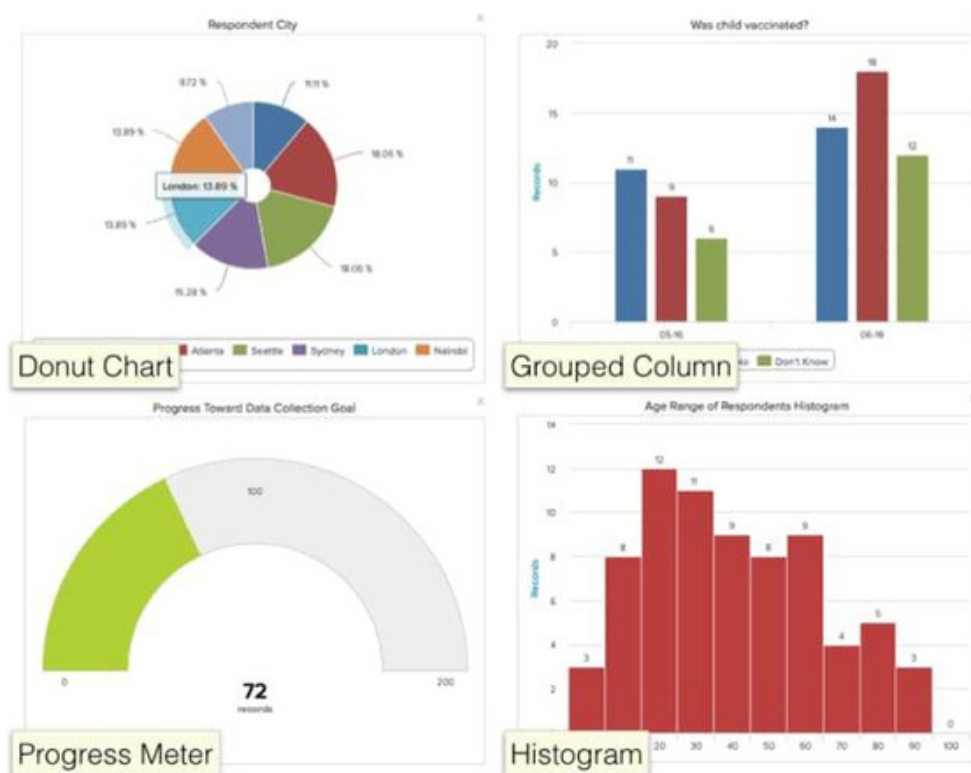 Respondent City
9.72 %
11.11 %
13.89 %
18.06 %
London: 13.89 %
13.89 %
18.06 %
15.28 %
Atlanta Seattle Sydney London Nairobi
Donut Chart
Was child vaccinated?
20
15
10
5
0
Records
11
9
6
14
18
12
05-16
06-16
Don't Know
Grouped Column
Progress Toward Data Collection Goal
100
0
200
72
records
Progress Meter
Age Range of Respondents Histogram
14
12
10
8
6
4
2
Records
3
8
12
11
9
8
9
4
5
3
0
20 30 40 50 60 70 80 90 100
Histogram